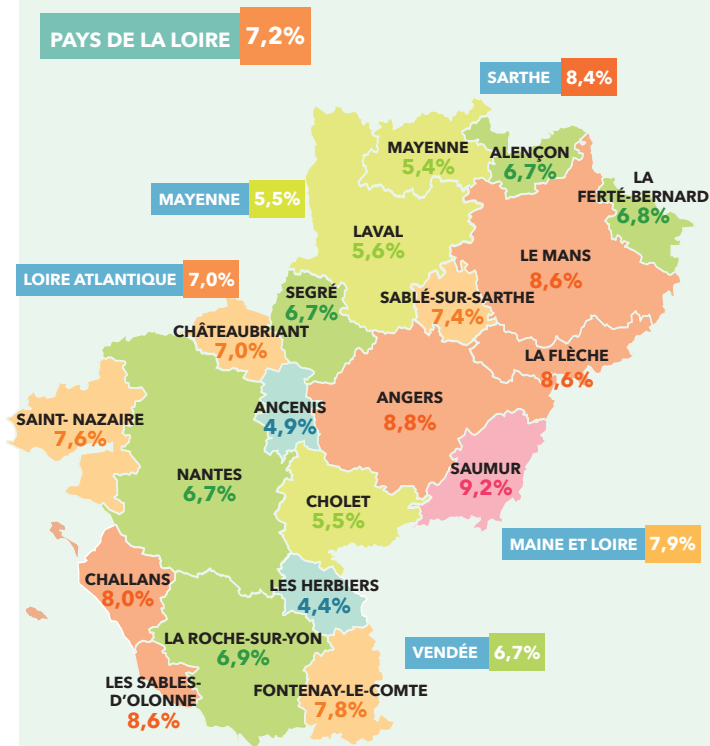 PAYS DE LA LOIRE 7,2%
SARTHE 8,4%
MAYENNE
5,4%
ALENÇON
6,7%
LA
FERTÉ-BERNARD
6,8%
MAYENNE 5,5%
LAVAL
5,6%
LE MANS
8,6%
LOIRE ATLANTIQUE 7,0%
SEGRÉ
6,7%
SABLÉ-SUR-SARTHE
7,4%
CHÂTEAUBRIANT
7,0%
LA FLÈCHE
8,6%
ANCENIS
4,9%
ANGERS
8,8%
SAINT- NAZAIRE
7,6%
NANTES
6,7%
SAUMUR
9,2%
CHOLET
5,5%
MAINE ET LOIRE 7,9%
CHALLANS
8,0%
LES HERBIERS
4,4%
LA ROCHE-SUR-YON
6,9%
VENDÉE 6,7%
LES SABLES-
D'OLONNE
8,6%
FONTENAY-LE-COMTE
7,8%